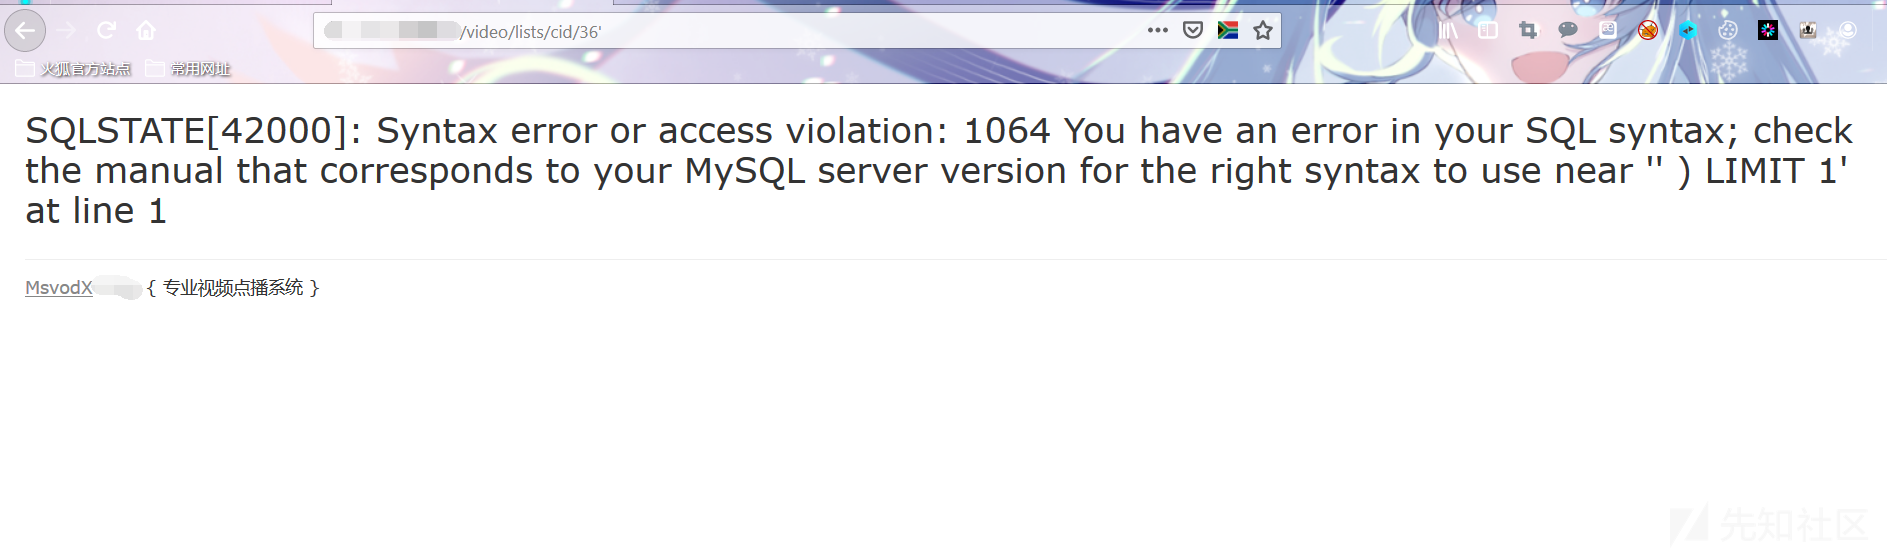 /video/lists/cid/36'
火狐官方站点 常用网址
SQLSTATE[42000]: Syntax error or access violation: 1064 You have an error in your SQL syntax; check
the manual that corresponds to your MySQL server version for the right syntax to use near '' ) LIMIT 1'
at line 1
MsvodX { 专业视频点播系统 }
先知社区